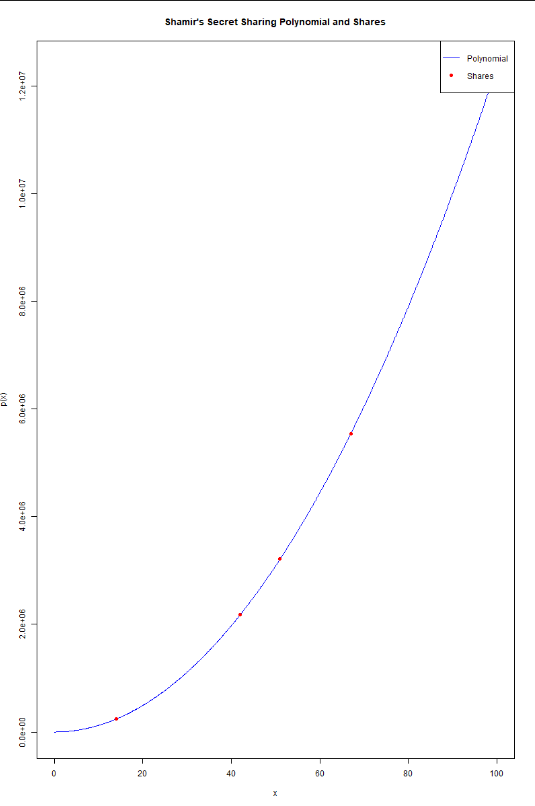 Shamir's Secret Sharing Polynomial and Shares
Polynomial
Shares
1.2e+07
1.0e+07
8.0e+06
6.0e+06
4.0e+06
2.0e+06
0.0e+00
p(x)
0 20 40 60 80 100
x